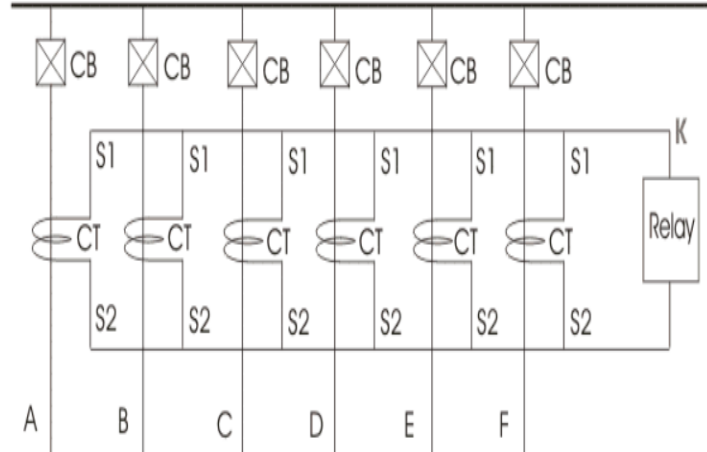 CB CB CB CB CB CB
K
S1 S1 S1 S1 S1 S1
CT CT CT CT CT CT Relay
S2 S2 S2 S2 S2 S2
A B C D E F